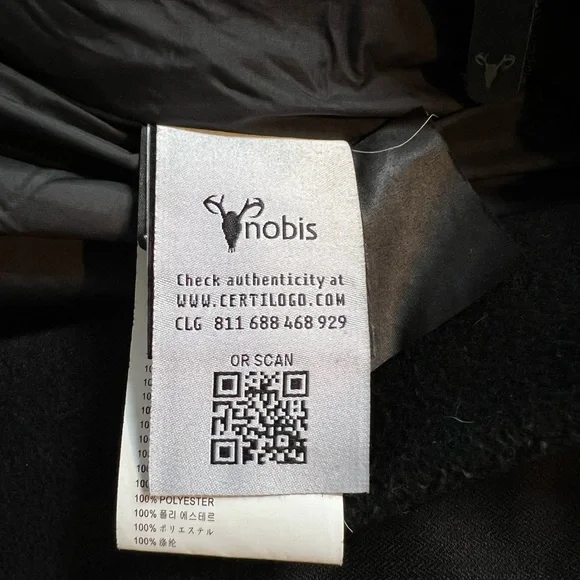 nobis
Check authenticity at
WWW.CERTILOGO.COM
CLG 811 688 468 929
OR SCAN
100% POLYESTER
100% 폴리 에스테르
100% ポリエステル
100% 涤纶